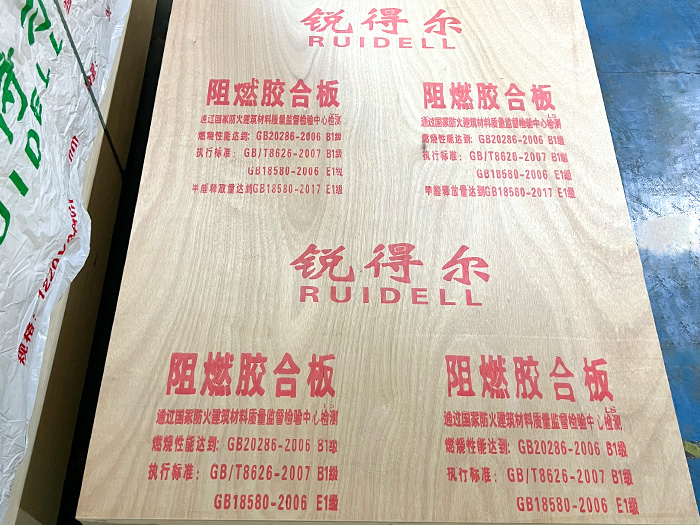 锐得尔
RUIDELL
阻燃胶合板
LS
通过国家防火建筑材料质量监督检验中心检测
燃烧性能达到: GB20286-2006 B1级
执行标准: GB/T8626-2007 B1级
GB18580-2006 E1级
甲醛释放量达到GB18580-2017 E1级
阻燃胶合板
LS
通过国家防火建筑材料质量监督检验中心检测
燃烧性能达到: GB20286-2006 B1级
执行标准: GB/T8626-2007 B1级
GB18580-2006 E1级
甲醛释放量达到GB18580-2017 E1级
锐得尔
RUIDELL
阻燃胶合板
LS
通过国家防火建筑材料质量监督检验中心检测
燃烧性能达到: GB20286-2006 B1级
执行标准: GB/T8626-2007 B1级
GB18580-2006 E1级
阻燃胶合板
LS
通过国家防火建筑材料质量监督检验中心检测
燃烧性能达到: GB20286-2006 B1级
执行标准: GB/T8626-2007 B1级
GB18580-2006 E1级
得尔
UIDELL
规格: 1220X
mm